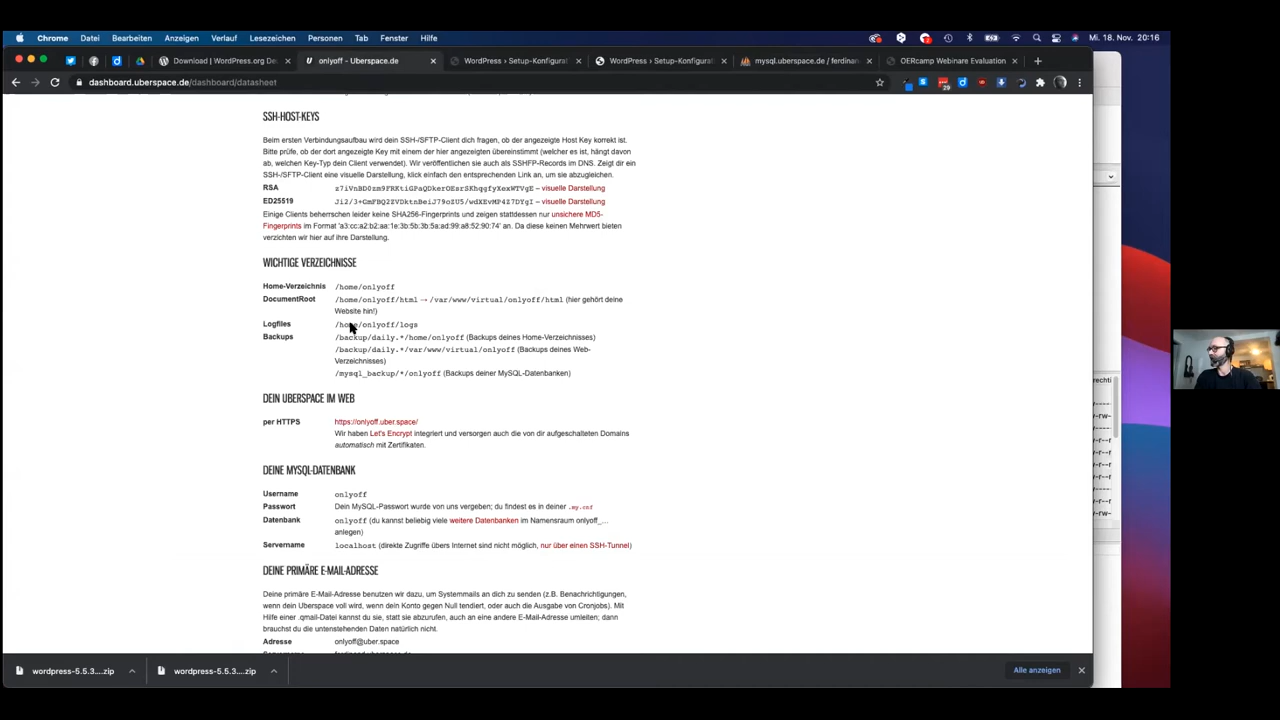 Chrome Datei Bearbeiten Anzeigen Verlauf Lesezeichen Personen Tab Fenster Hilfe Mi. 18. Nov. 20:16
Download | WordPress.org De onlyoff - Uberspace.de WordPress › Setup-Konfigurat WordPress › Setup-Konfigurat mysql.uberspace.de / ferdinan OERcamp Webinare Evaluation
dashboard.uberspace.de/dashboard/datasheet
SSH-HOST-KEYS
Beim ersten Verbindungsaufbau wird dein SSH-/SFTP-Client dich fragen, ob der angezeigte Host Key korrekt ist.
Bitte prüfe, ob der dort angezeigte Key mit einem der hier angezeigten übereinstimmt (welcher es ist, hängt davon
ab, welchen Key-Typ dein Client verwendet). Wir veröffentlichen sie auch als SSHFP-Records im DNS. Zeigt dir ein
SSH-/SFTP-Client eine visuelle Darstellung, klick einfach den entsprechenden Link an, um sie abzugleichen.
RSA – visuelle Darstellung
ED25519 – visuelle Darstellung
Einige Clients beherrschen leider keine SHA256-Fingerprints und zeigen stattdessen nur unsichere MD5-
Fingerprints im Format 'a3:cc:a2:b2:aa:1e:3b:5b:3b:5a:ad:99:a8:52:90:74' an. Da diese keinen Mehrwert bieten
verzichten wir hier auf ihre Darstellung.
WICHTIGE VERZEICHNISSE
Home-Verzeichnis /home/onlyoff
DocumentRoot /home/onlyoff/html → /var/www/virtual/onlyoff/html (hier gehört deine
Website hin!)
Logfiles /home/onlyoff/logs
Backups /backup/daily.*/home/onlyoff (Backups deines Home-Verzeichnisses)
/backup/daily.*/var/www/virtual/onlyoff (Backups deines Web-
Verzeichnisses)
/mysql_backup/*/onlyoff (Backups deiner MySQL-Datenbanken)
DEIN UBERSPACE IM WEB
per HTTPS https://onlyoff.uber.space/
Wir haben Let's Encrypt integriert und versorgen auch die von dir aufgeschalteten Domains
automatisch mit Zertifikaten.
DEINE MYSQL-DATENBANK
Username onlyoff
Passwort Dein MySQL-Passwort wurde von uns vergeben; du findest es in deiner .my.cnf
Datenbank onlyoff (du kannst beliebig viele weitere Datenbanken im Namensraum onlyoff_...
anlegen)
Servername localhost (direkte Zugriffe übers Internet sind nicht möglich, nur über einen SSH-Tunnel)
DEINE PRIMÄRE E-MAIL-ADRESSE
Deine primäre E-Mail-Adresse benutzen wir dazu, um Systemmails an dich zu senden (z.B. Benachrichtigungen,
wenn dein Uberspace voll wird, wenn dein Konto gegen Null tendiert, oder auch die Ausgabe von Cronjobs). Mit
Hilfe einer .qmail-Datei kannst du sie, statt sie abzurufen, auch an eine andere E-Mail-Adresse umleiten; dann
brauchst du die untenstehenden Daten natürlich nicht.
Adresse onlyoff@uber.space
wordpress-5.5.3....zip wordpress-5.5.3....zip Alle anzeigen